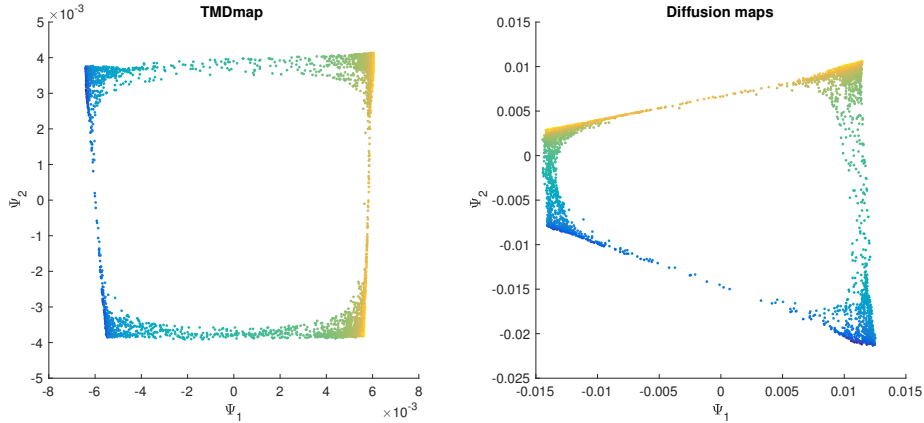 TMDmap
5 ×10⁻³
4
3
2
1
0
-1
-2
-3
-4
5
Ψ₂
-8 -6 -4 -2 0 2 4 6 8
Ψ₁
×10⁻³
Diffusion maps
0.015
0.01
0.005
0
-0.005
-0.01
-0.015
-0.02
-0.025
Ψ₂
-0.015 -0.01 -0.005 0 0.005 0.01 0.015
Ψ₁